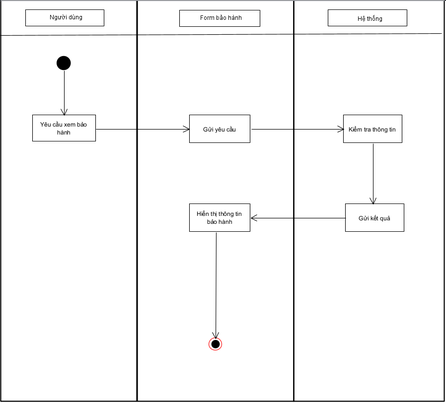 Người dùng
Form bảo hành
Hệ thống
Yêu cầu xem bảo
hành
Gửi yêu cầu
Kiểm tra thông tin
Hiển thị thông tin
bảo hành
Gửi kết quả